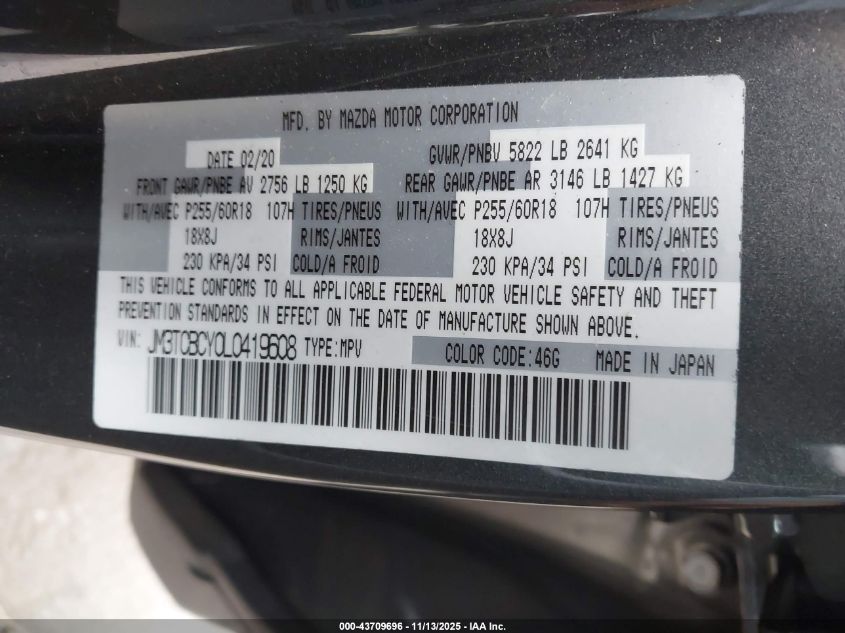 MFD. BY MAZDA MOTOR CORPORATION
DATE 02/20 GVWR/PNBV 5822 LB 2641 KG
FRONT GAWR/PNBE AV 2756 LB 1250 KG REAR GAWR/PNBE AR 3146 LB 1427 KG
WITH/AVEC P255/60R18 107H TIRES/PNEUS WITH/AVEC P255/60R18 107H TIRES/PNEUS
18X8J RIMS/JANTES 18X8J RIMS/JANTES
230 KPA/34 PSI COLD/A FROID 230 KPA/34 PSI COLD/A FROID
THIS VEHICLE CONFORMS TO ALL APPLICABLE FEDERAL MOTOR VEHICLE SAFETY AND THEFT
PREVENTION STANDARDS IN EFFECT ON THE DATE OF MANUFACTURE SHOWN ABOVE.
VIN: JM3TCBCY0L0419608 TYPE:MPV COLOR CODE:46G MADE IN JAPAN
000-43709696 - 11/13/2025 - IAA Inc.